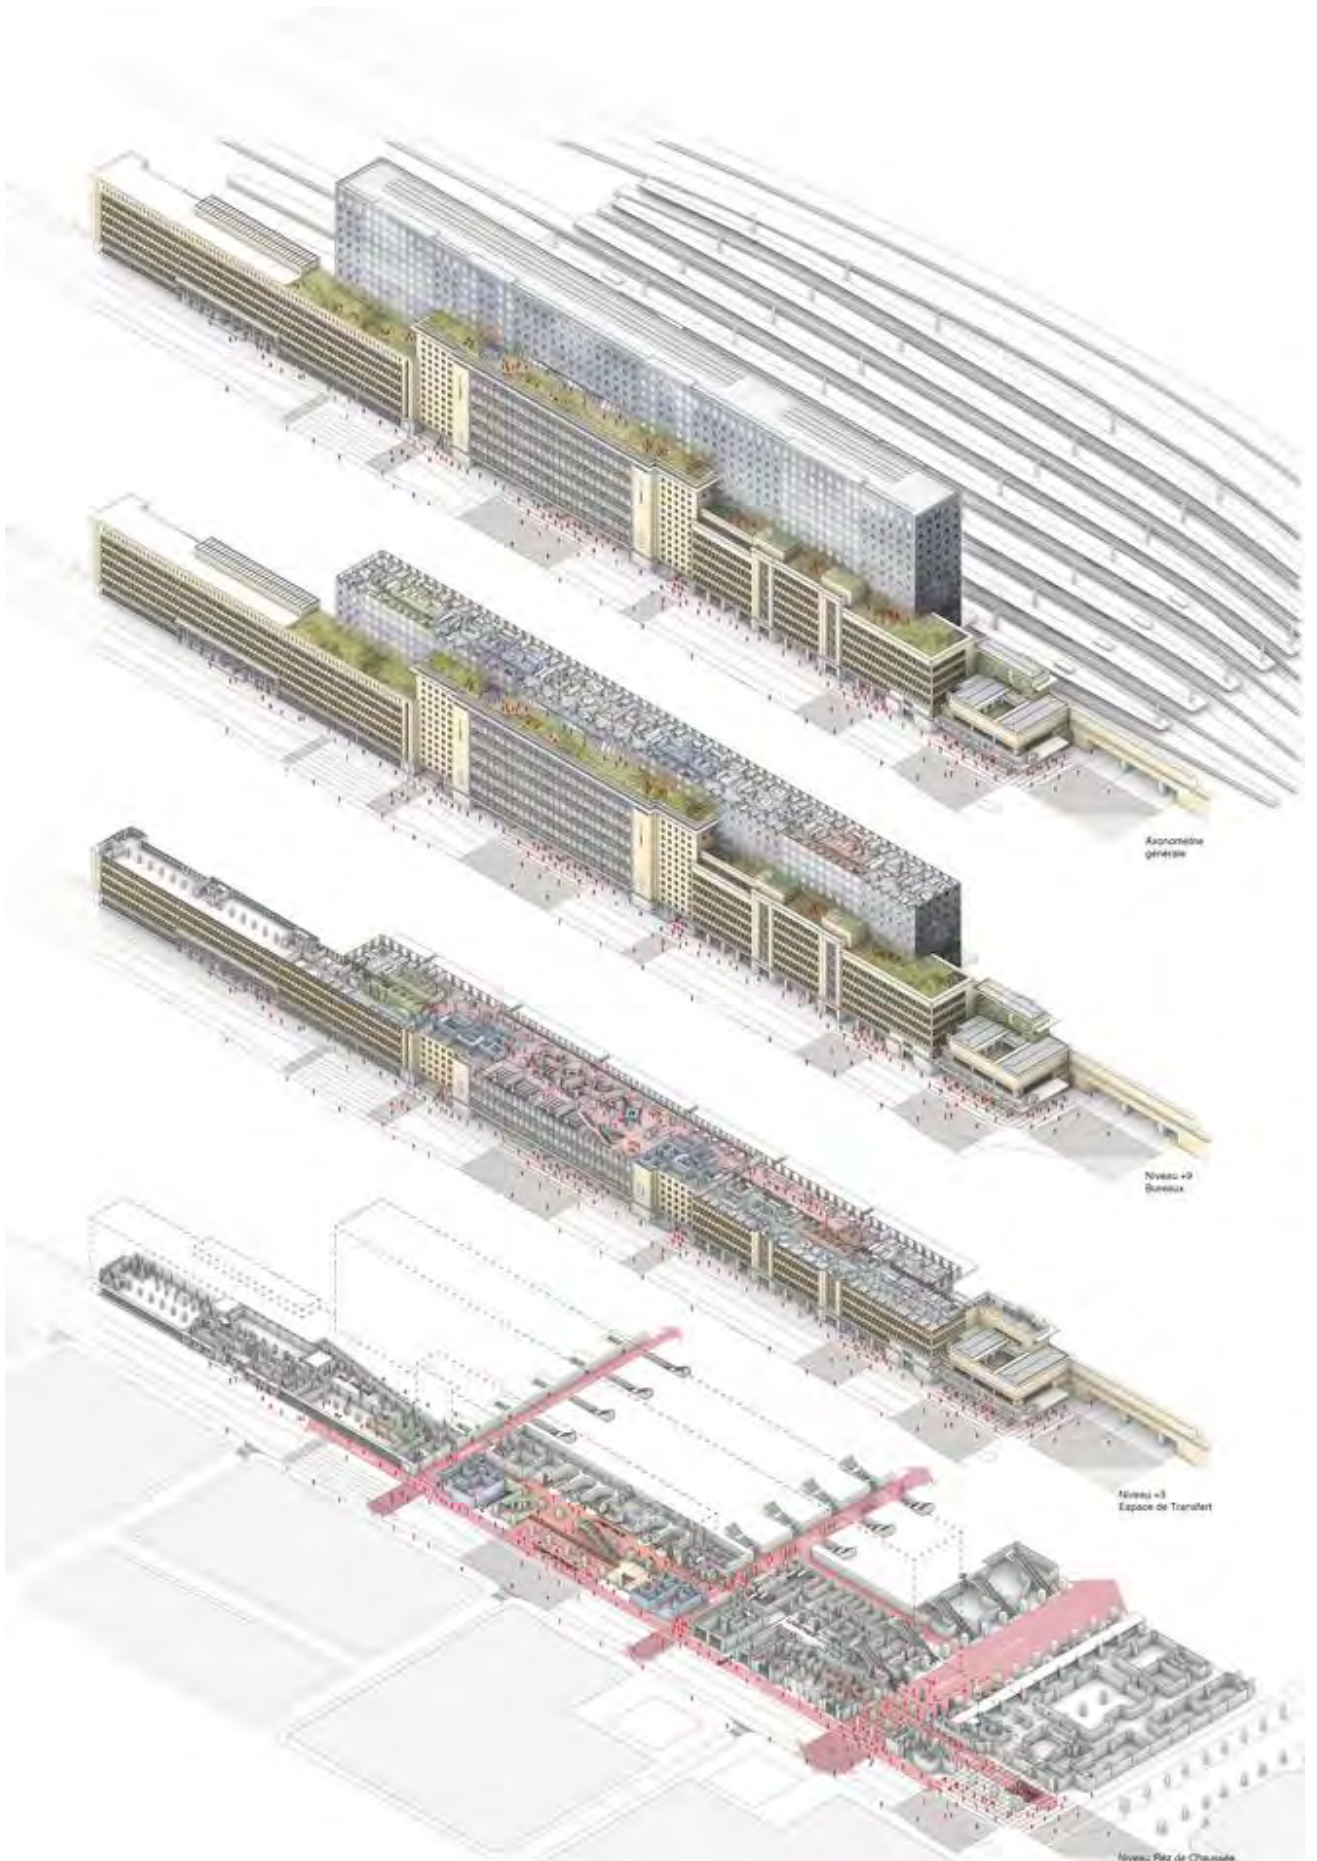 Axonométrie
générale
Niveau +9
Bureaux
Niveau +3
Espace de Transfert
Niveau Rez de Chaussée